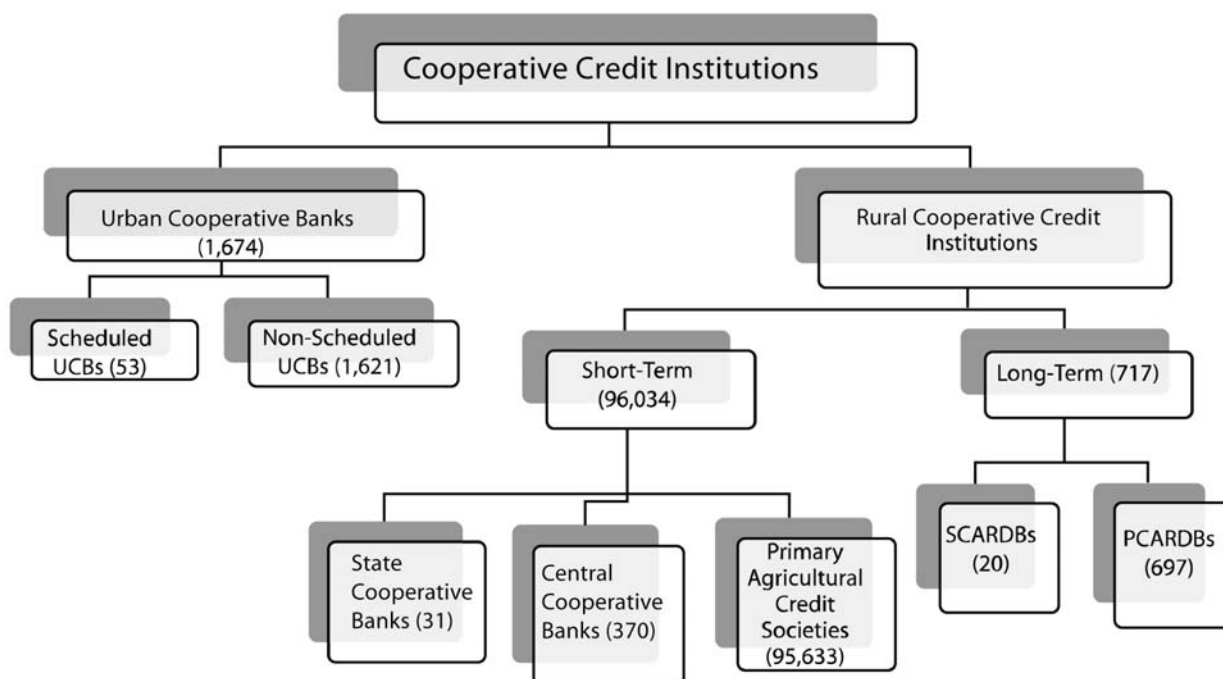 Cooperative Credit Institutions
Urban Cooperative Banks
(1,674)
Rural Cooperative Credit
Institutions
Scheduled
UCBs (53)
Non-Scheduled
UCBs (1,621)
Short-Term
(96,034)
Long-Term (717)
State
Cooperative
Banks (31)
Central
Cooperative
Banks (370)
Primary
Agricultural
Credit
Societies
(95,633)
SCARDBs
(20)
PCARDBs
(697)